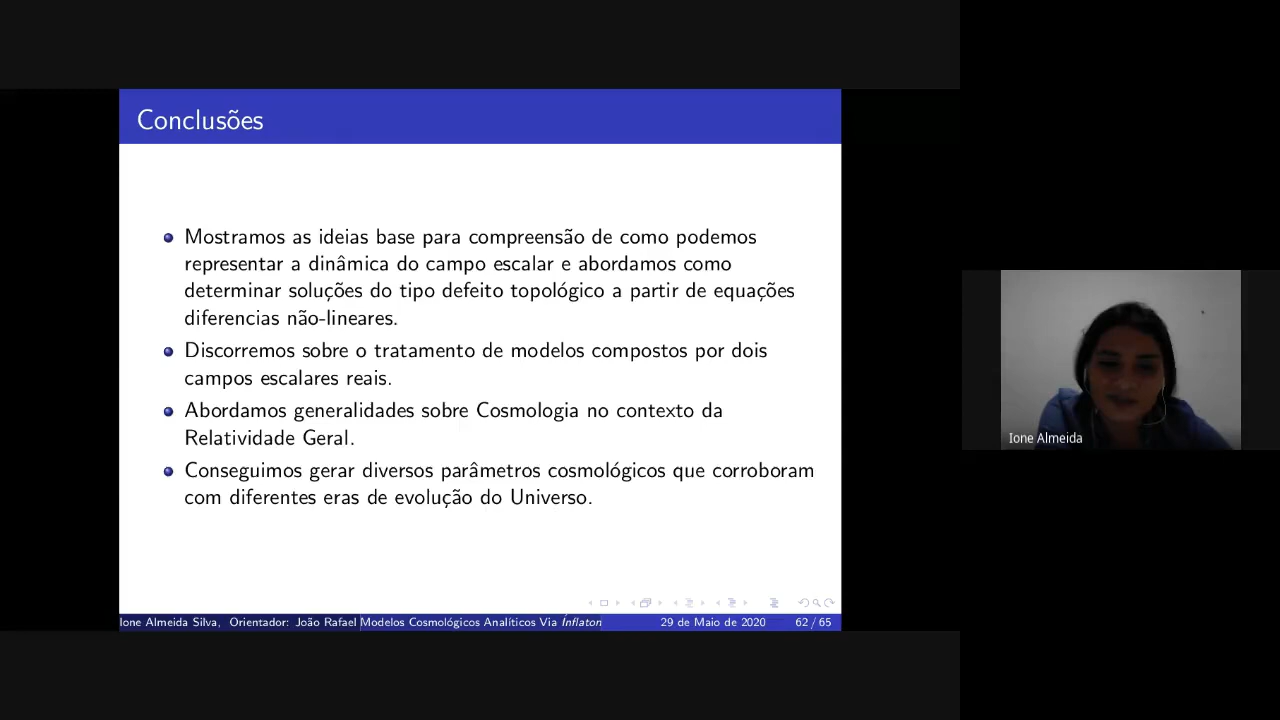 Conclusões
Mostramos as ideias base para compreensão de como podemos
representar a dinâmica do campo escalar e abordamos como
determinar soluções do tipo defeito topológico a partir de equações
diferencias não-lineares.
Discorremos sobre o tratamento de modelos compostos por dois
campos escalares reais.
Abordamos generalidades sobre Cosmologia no contexto da
Relatividade Geral.
Conseguimos gerar diversos parâmetros cosmológicos que corroboram
com diferentes eras de evolução do Universo.
Ione Almeida Silva, Orientador: João Rafael Modelos Cosmológicos Analíticos Via Inflaton 29 de Maio de 2020 62 / 65
Ione Almeida